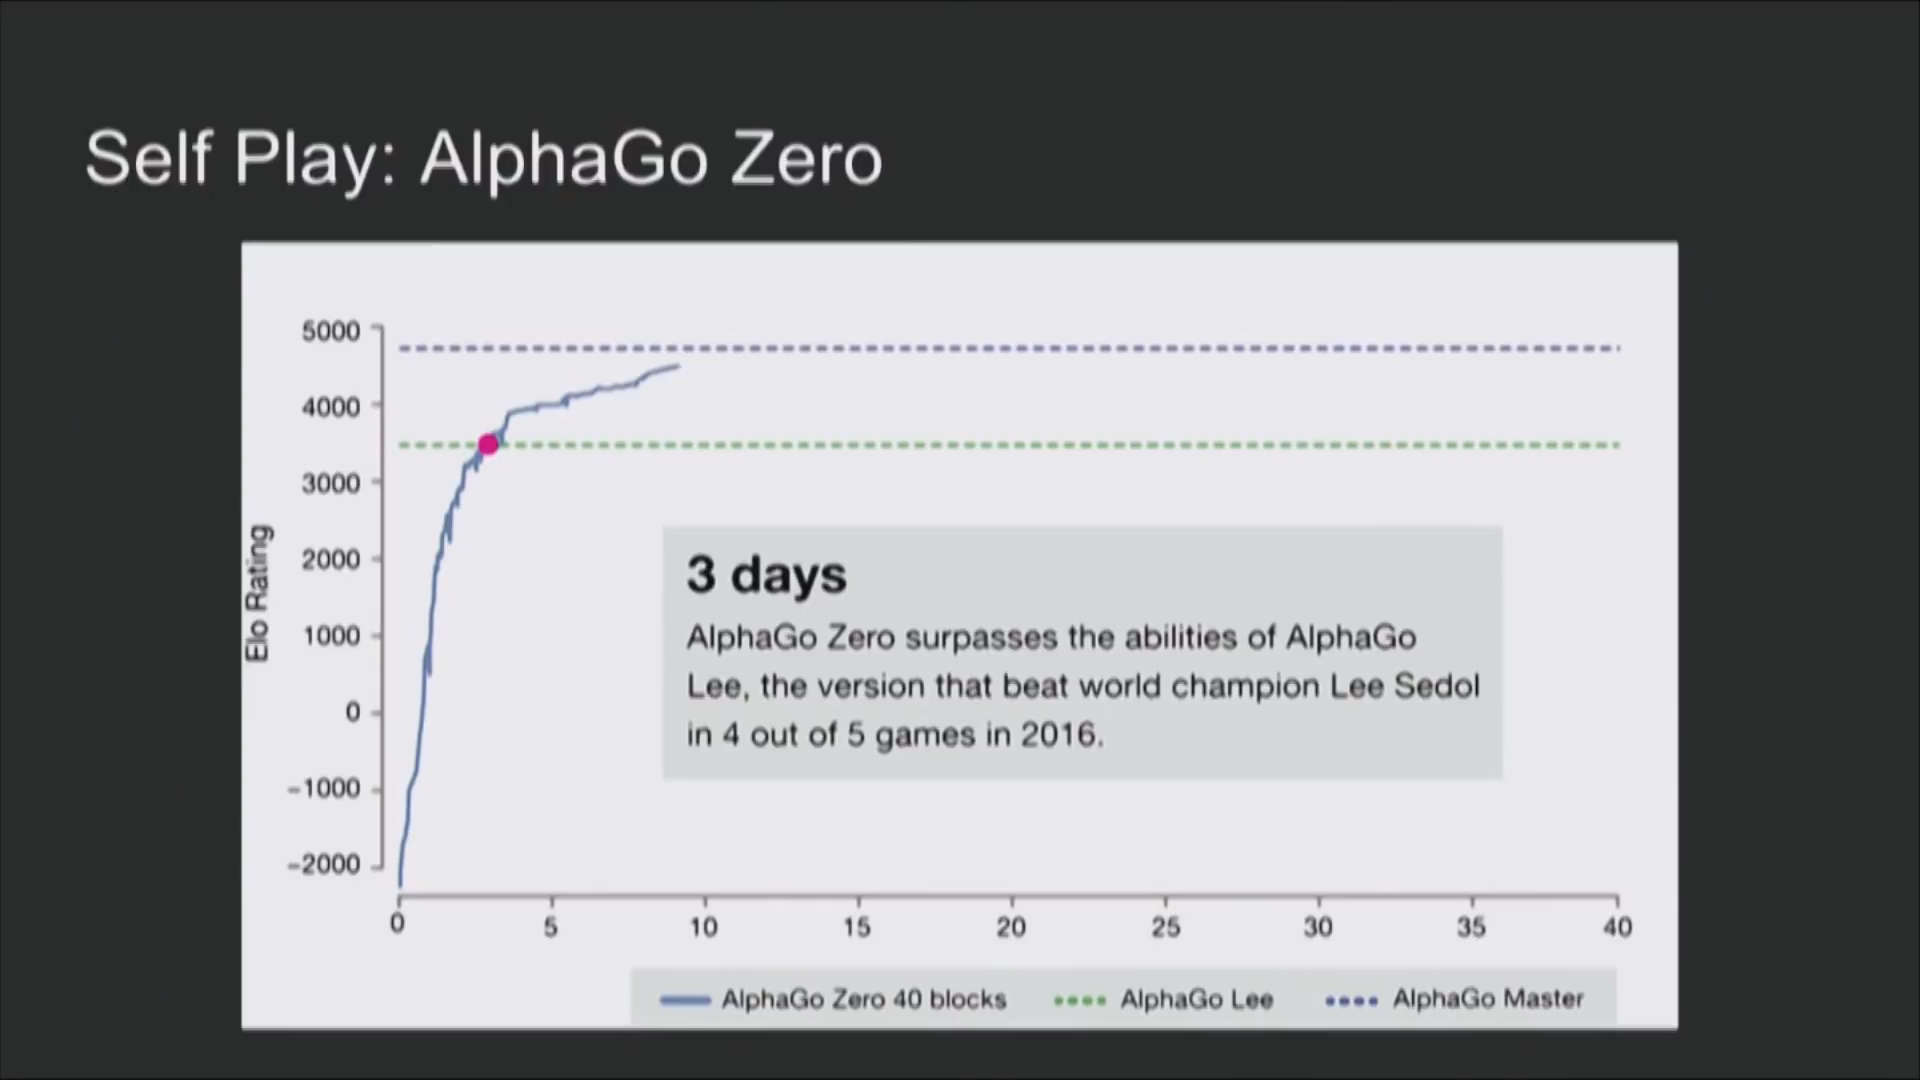 Self Play: AlphaGo Zero
5000
4000
3000
2000
1000
0
−1000
−2000
Elo Rating
3 days
AlphaGo Zero surpasses the abilities of AlphaGo
Lee, the version that beat world champion Lee Sedol
in 4 out of 5 games in 2016.
0 5 10 15 20 25 30 35 40
AlphaGo Zero 40 blocks AlphaGo Lee AlphaGo Master